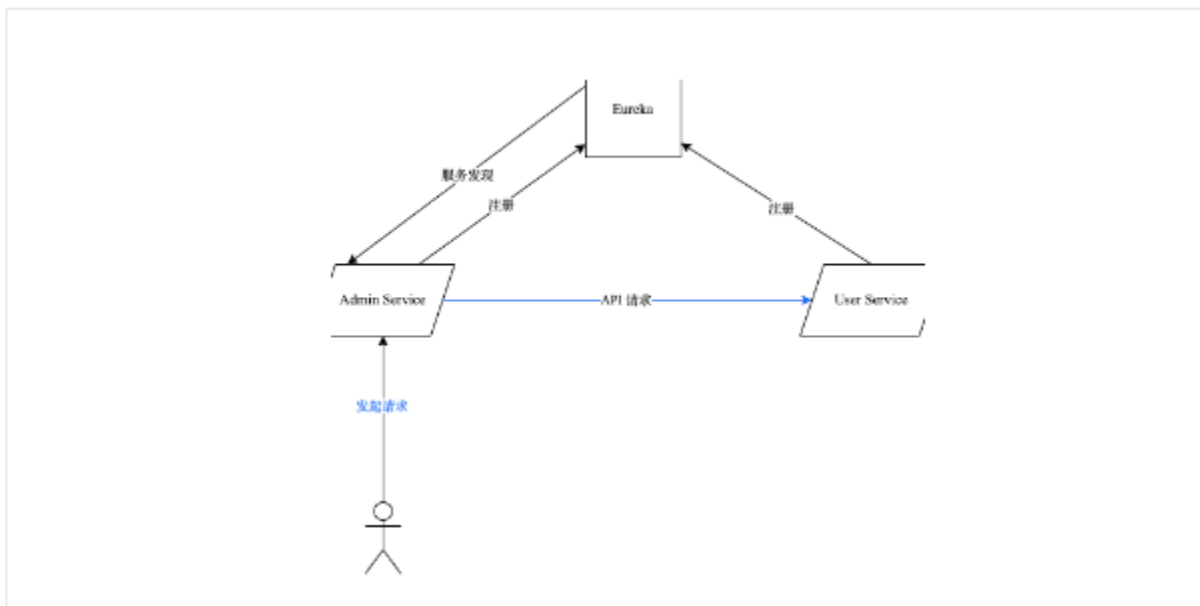 Eureka
服务发现
注册
注册
Admin Service
API 请求
User Service
发起请求